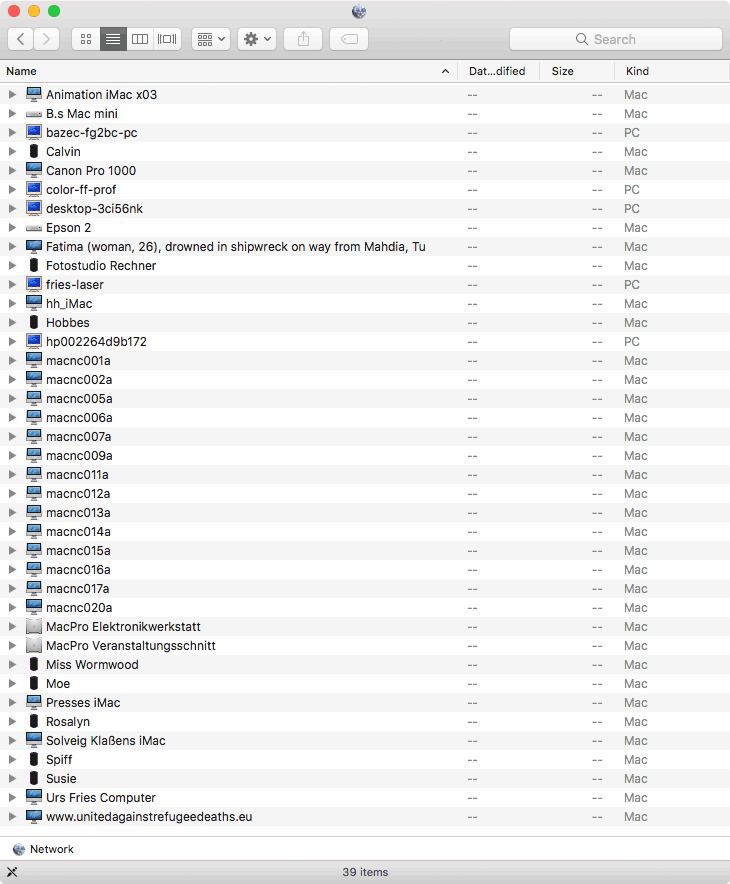 Search
Name Dat...dified Size Kind
Animation iMac x03 -- -- Mac
B.s Mac mini -- -- Mac
bazec-fg2bc-pc -- -- PC
Calvin -- -- Mac
Canon Pro 1000 -- -- Mac
color-ff-prof -- -- PC
desktop-3ci56nk -- -- PC
Epson 2 -- -- Mac
Fatima (woman, 26), drowned in shipwreck on way from Mahdia, Tu -- -- Mac
Fotostudio Rechner -- -- Mac
fries-laser -- -- PC
hh_iMac -- -- Mac
Hobbes -- -- Mac
hp002264d9b172 -- -- PC
macnc001a -- -- Mac
macnc002a -- -- Mac
macnc005a -- -- Mac
macnc006a -- -- Mac
macnc007a -- -- Mac
macnc009a -- -- Mac
macnc011a -- -- Mac
macnc012a -- -- Mac
macnc013a -- -- Mac
macnc014a -- -- Mac
macnc015a -- -- Mac
macnc016a -- -- Mac
macnc017a -- -- Mac
macnc020a -- -- Mac
MacPro Elektronikwerkstatt -- -- Mac
MacPro Veranstaltungsschnitt -- -- Mac
Miss Wormwood -- -- Mac
Moe -- -- Mac
Presses iMac -- -- Mac
Rosalyn -- -- Mac
Solveig Klaßens iMac -- -- Mac
Spiff -- -- Mac
Susie -- -- Mac
Urs Fries Computer -- -- Mac
www.unitedagainstrefugeedeaths.eu -- -- Mac
Network
39 items